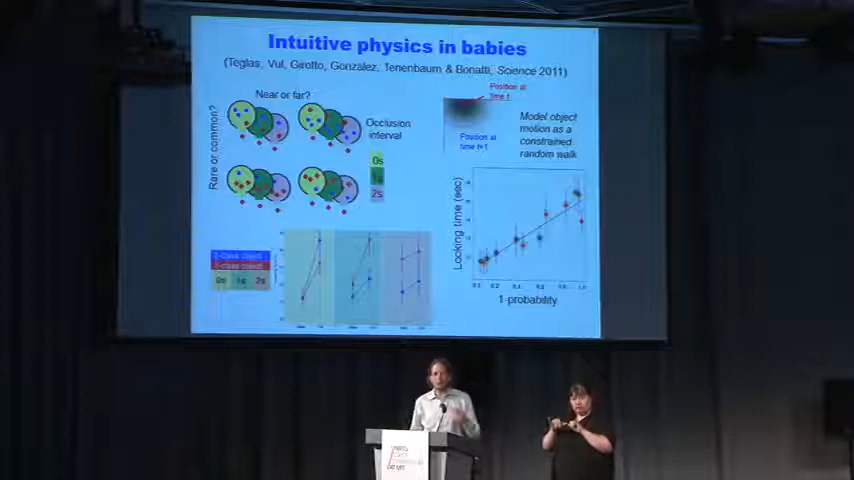 Intuitive physics in babies
(Teglas, Vul, Girotto, Gonzalez, Tenenbaum & Bonatti, Science 2011)
Near or far?
Rare or common?
Occlusion
interval
0s
1s
2s
Position at
time t
Position at
time t+1
Model object
motion as a
constrained
random walk
Looking time (sec)
1-probability
0s 1s 2s